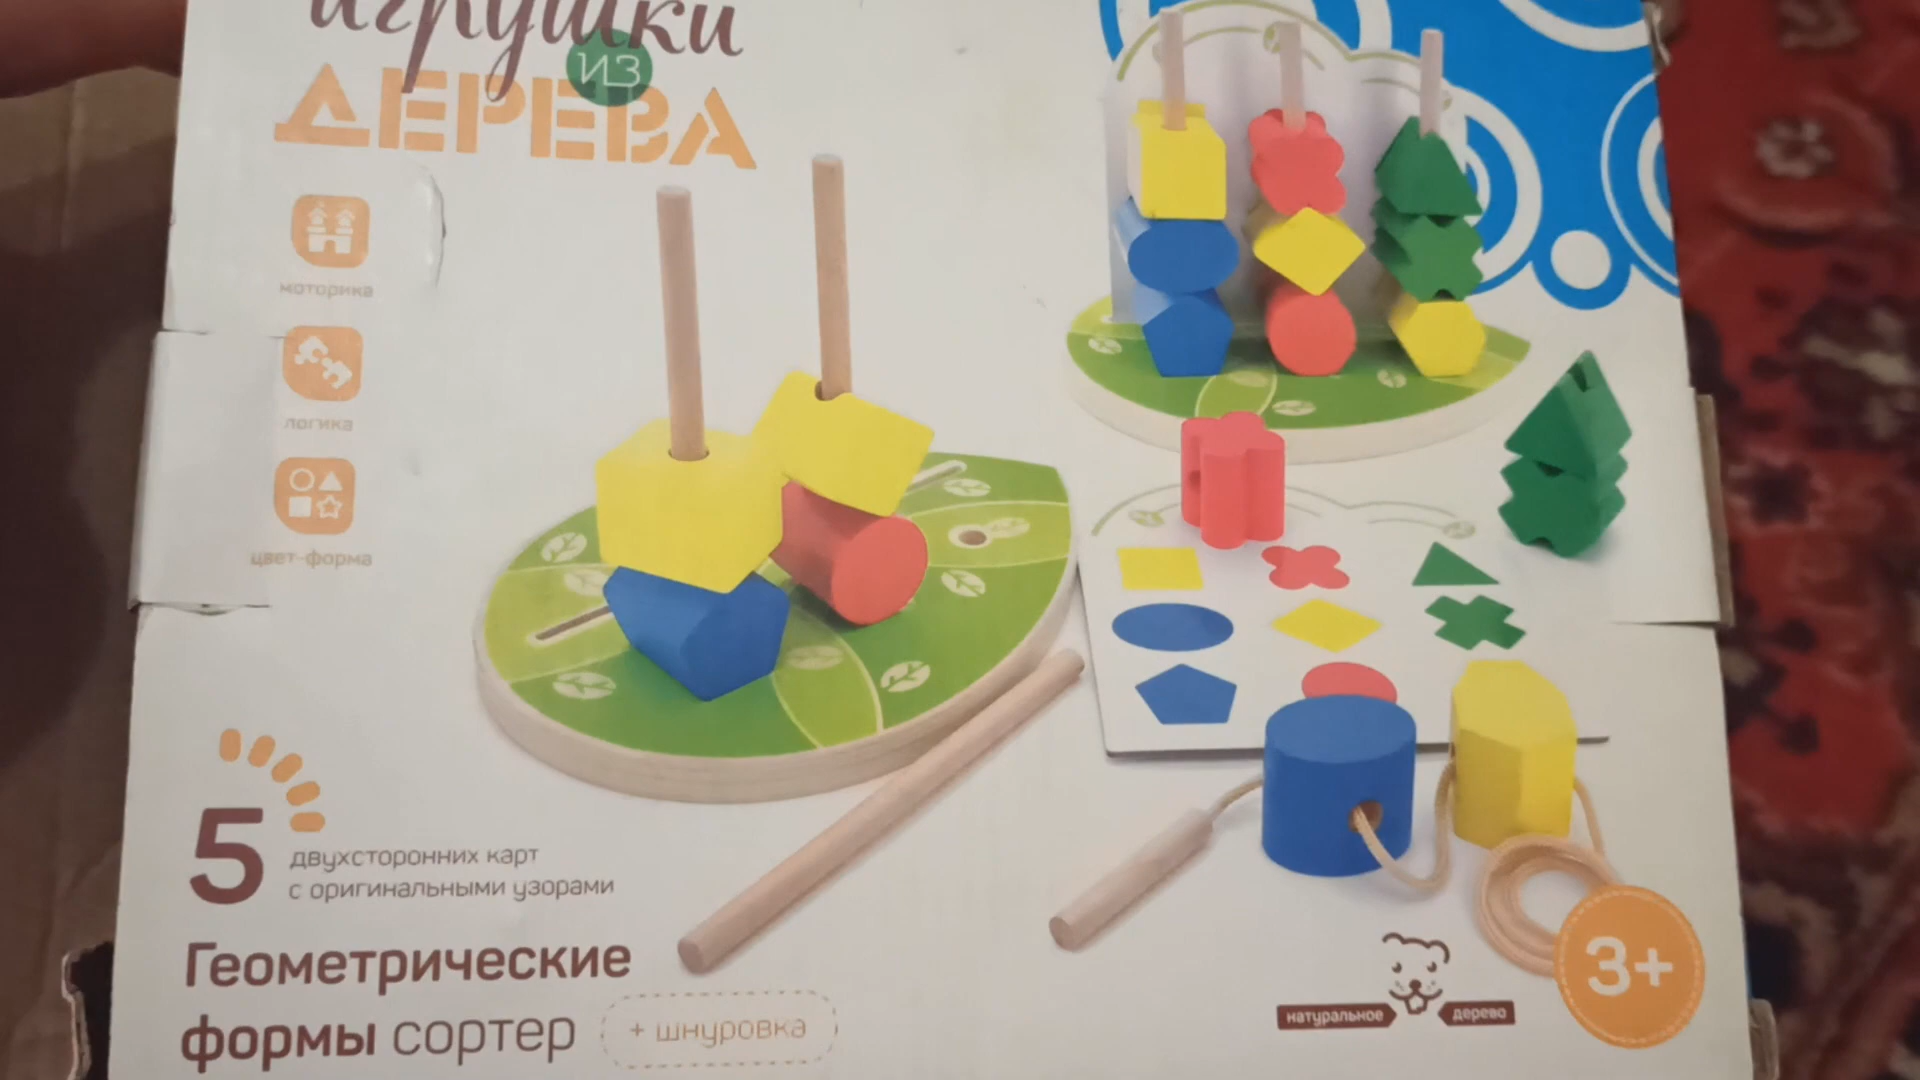 игрушки
из
ДЕРЕВА
моторика
логика
цвет-форма
5
двухсторонних карт
с оригинальными узорами
Геометрические
формы сортер
+ шнуровка
натуральное дерево
3+